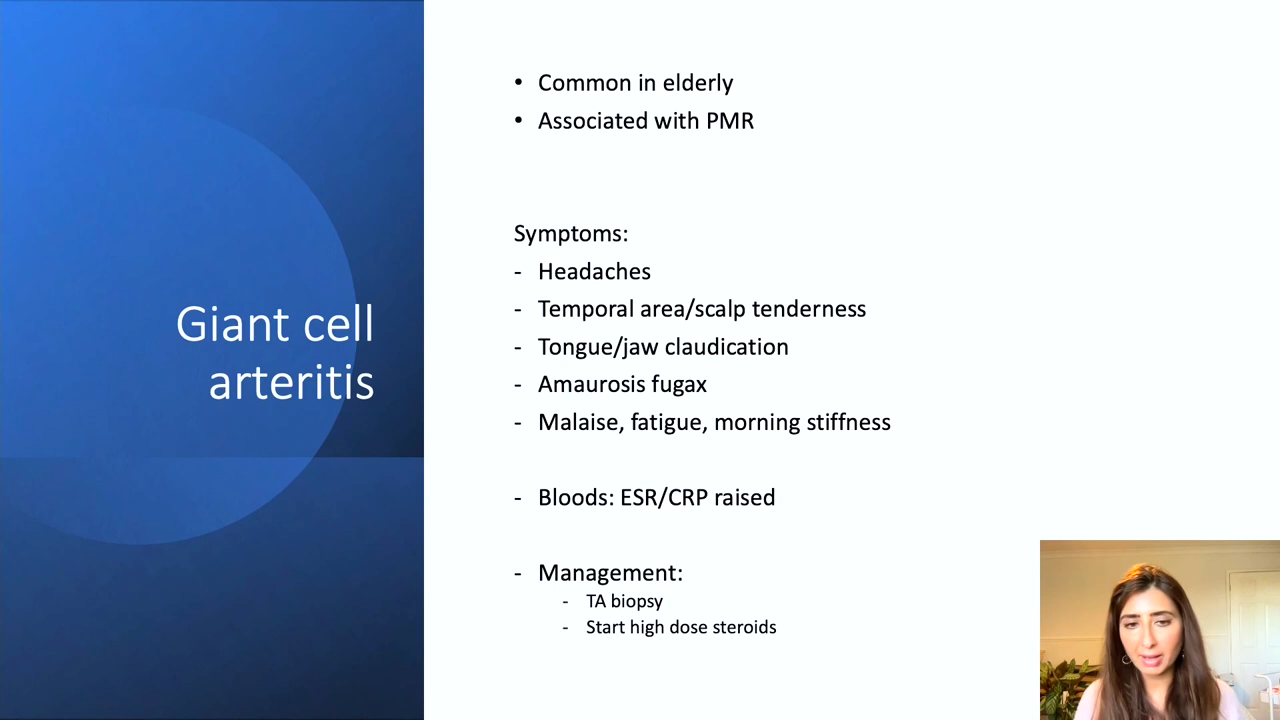 Giant cell
arteritis
• Common in elderly
• Associated with PMR
Symptoms:
- Headaches
- Temporal area/scalp tenderness
- Tongue/jaw claudication
- Amaurosis fugax
- Malaise, fatigue, morning stiffness
- Bloods: ESR/CRP raised
- Management:
- TA biopsy
- Start high dose steroids